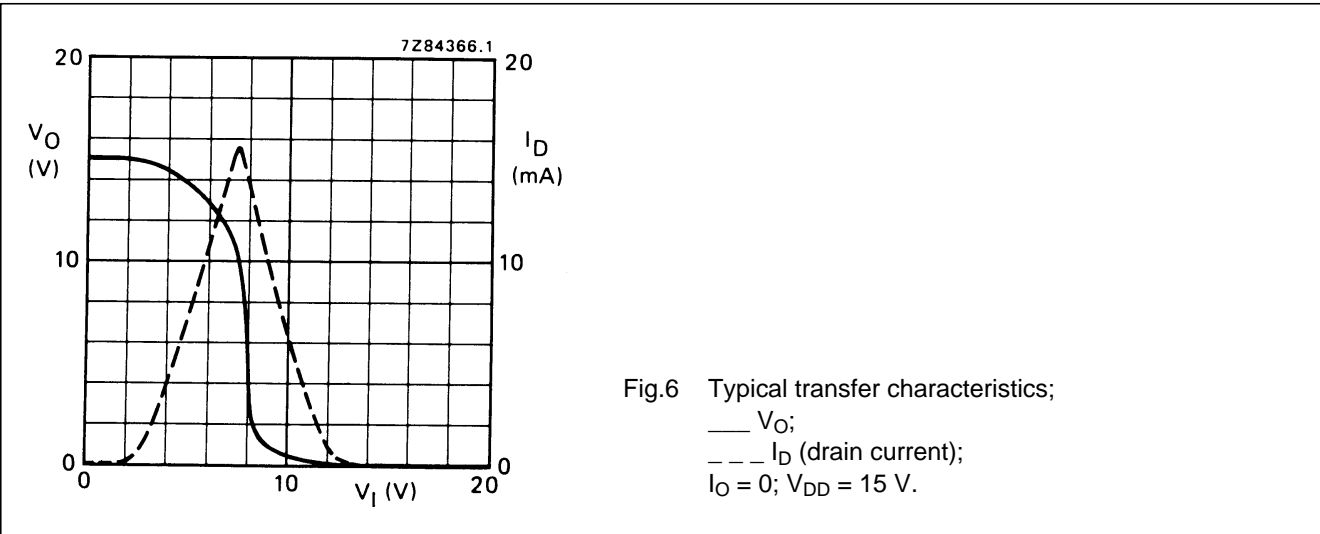 7Z84366.1
20
20
V_O
(V)
I_D
(mA)
10
10
0
0
0
10
20
V_I (V)
Fig.6 Typical transfer characteristics;
___ V_O;
_ _ _ I_D (drain current);
I_O = 0; V_DD = 15 V.